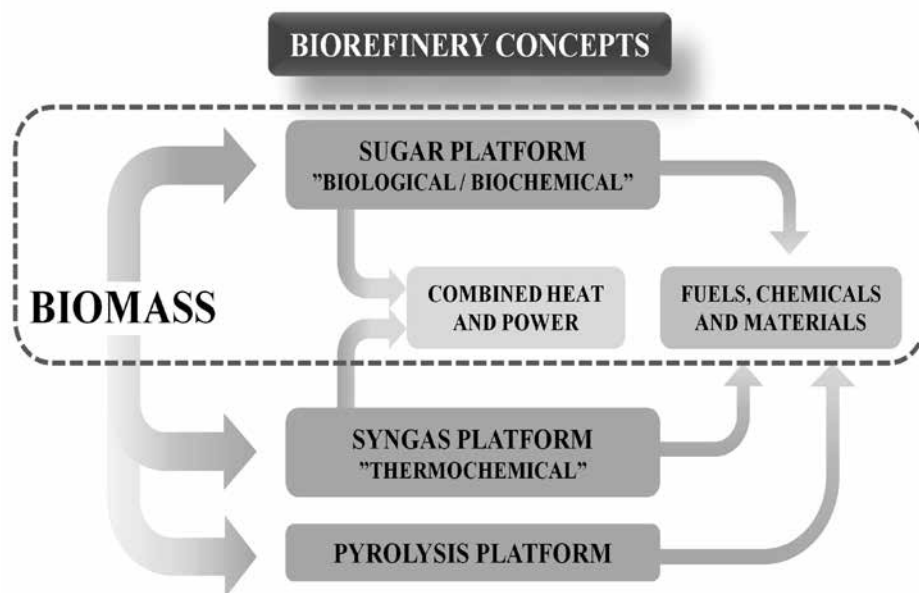 BIOREFINERY CONCEPTS
SUGAR PLATFORM
”BIOLOGICAL / BIOCHEMICAL”
BIOMASS
COMBINED HEAT
AND POWER
FUELS, CHEMICALS
AND MATERIALS
SYNGAS PLATFORM
”THERMOCHEMICAL”
PYROLYSIS PLATFORM